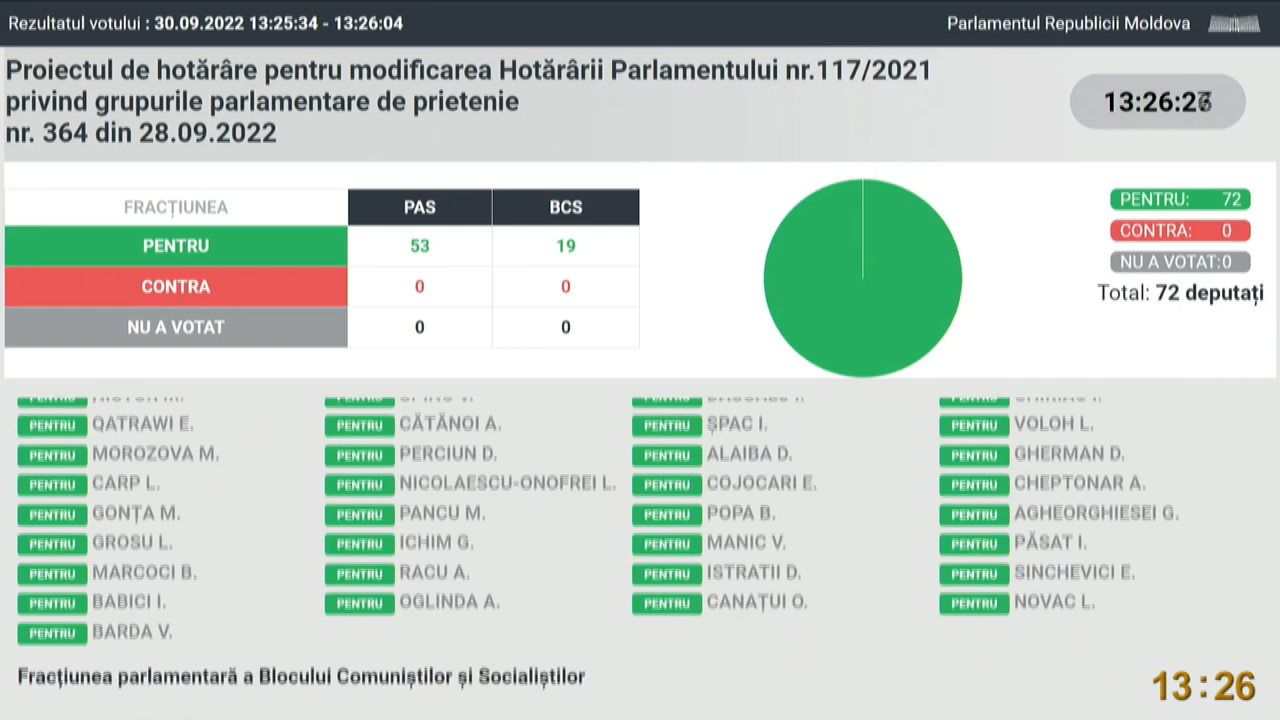 Rezultatul votului : 30.09.2022 13:25:34 - 13:26:04
Parlamentul Republicii Moldova
Proiectul de hotărâre pentru modificarea Hotărârii Parlamentului nr.117/2021
privind grupurile parlamentare de prietenie
nr. 364 din 28.09.2022
FRACȚIUNEA PAS BCS
PENTRU 53 19
CONTRA 0 0
NU A VOTAT 0 0
PENTRU: 72
CONTRA: 0
NU A VOTAT:0
Total: 72 deputați
PENTRU QATRAWI E. PENTRU CĂTĂNOI A. PENTRU ȘPAC I. PENTRU VOLOH L.
PENTRU MOROZOVA M. PENTRU PERCIUN D. PENTRU ALAIBA D. PENTRU GHERMAN D.
PENTRU CARP L. PENTRU NICOLAESCU-ONOFREI L. PENTRU COJOCARI E. PENTRU CHEPTONAR A.
PENTRU GONȚA M. PENTRU PANCU M. PENTRU POPA B. PENTRU AGHEORGHIESEI G.
PENTRU GROSU L. PENTRU ICHIM G. PENTRU MANIC V. PENTRU PĂSAT I.
PENTRU MARCOCI B. PENTRU RACU A. PENTRU ISTRATII D. PENTRU SINCHEVICI E.
PENTRU BABICI I. PENTRU OGLINDA A. PENTRU CANAȚUI O. PENTRU NOVAC L.
PENTRU BARDA V.
Fracțiunea parlamentară a Blocului Comuniștilor și Socialiștilor
13:26